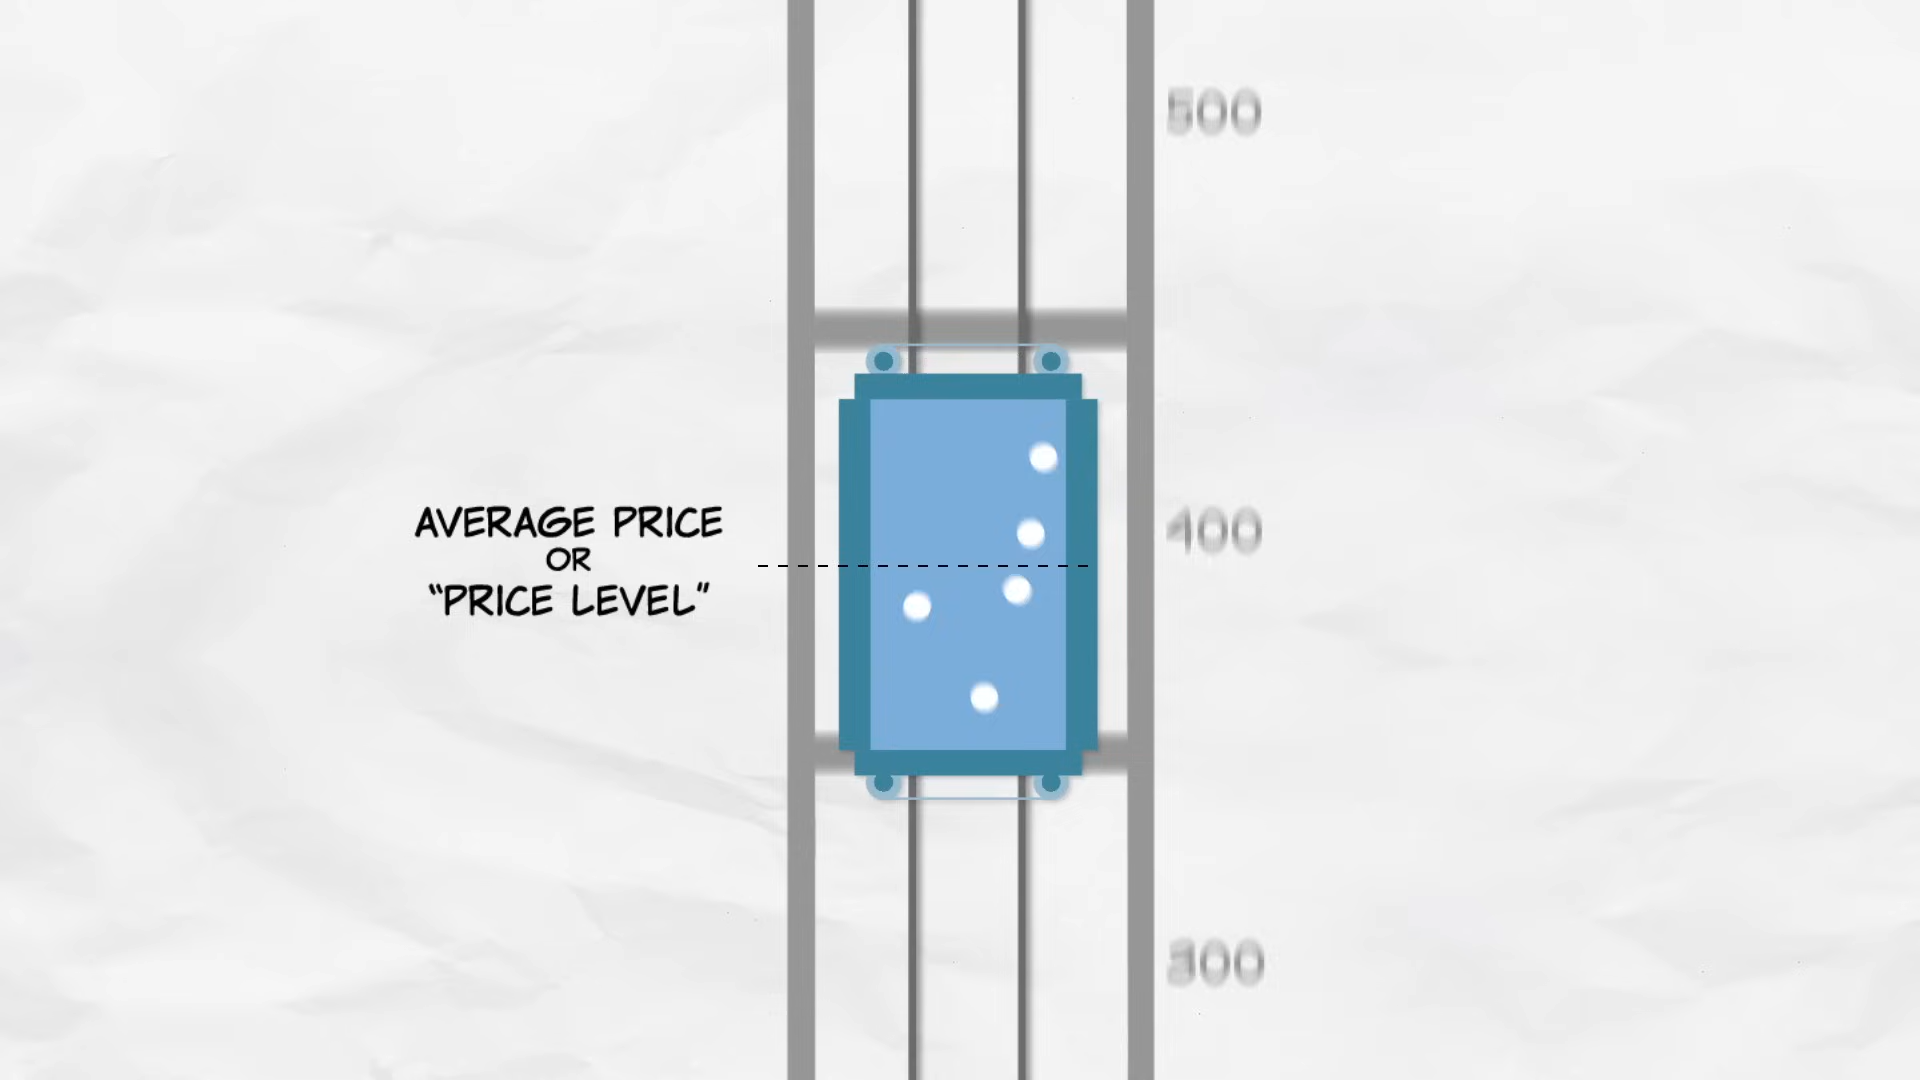 500
AVERAGE PRICE
OR
“PRICE LEVEL”
400
300